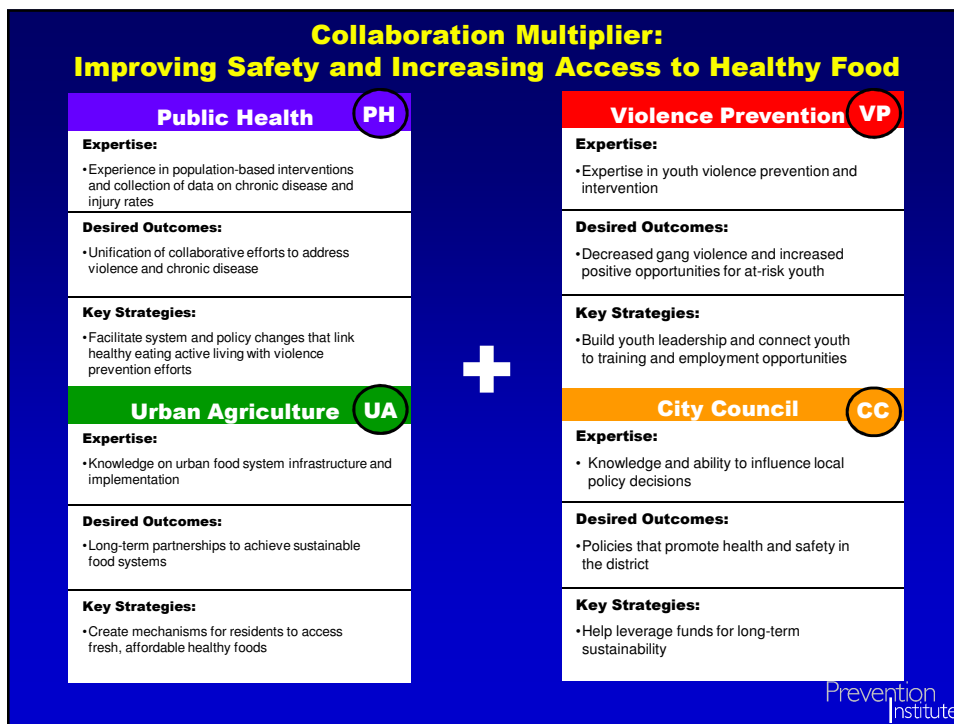 Collaboration Multiplier:
Improving Safety and Increasing Access to Healthy Food
Public Health
PH
Expertise:
•Experience in population-based interventions
and collection of data on chronic disease and
injury rates
Desired Outcomes:
•Unification of collaborative efforts to address
violence and chronic disease
Key Strategies:
•Facilitate system and policy changes that link
healthy eating active living with violence
prevention efforts
Urban Agriculture
UA
Expertise:
•Knowledge on urban food system infrastructure and
implementation
Desired Outcomes:
•Long-term partnerships to achieve sustainable
food systems
Key Strategies:
•Create mechanisms for residents to access
fresh, affordable healthy foods
+
Violence Prevention
VP
Expertise:
•Expertise in youth violence prevention and
intervention
Desired Outcomes:
•Decreased gang violence and increased
positive opportunities for at-risk youth
Key Strategies:
•Build youth leadership and connect youth
to training and employment opportunities
City Council
CC
Expertise:
• Knowledge and ability to influence local
policy decisions
Desired Outcomes:
•Policies that promote health and safety in
the district
Key Strategies:
•Help leverage funds for long-term
sustainability
Prevention
Institute